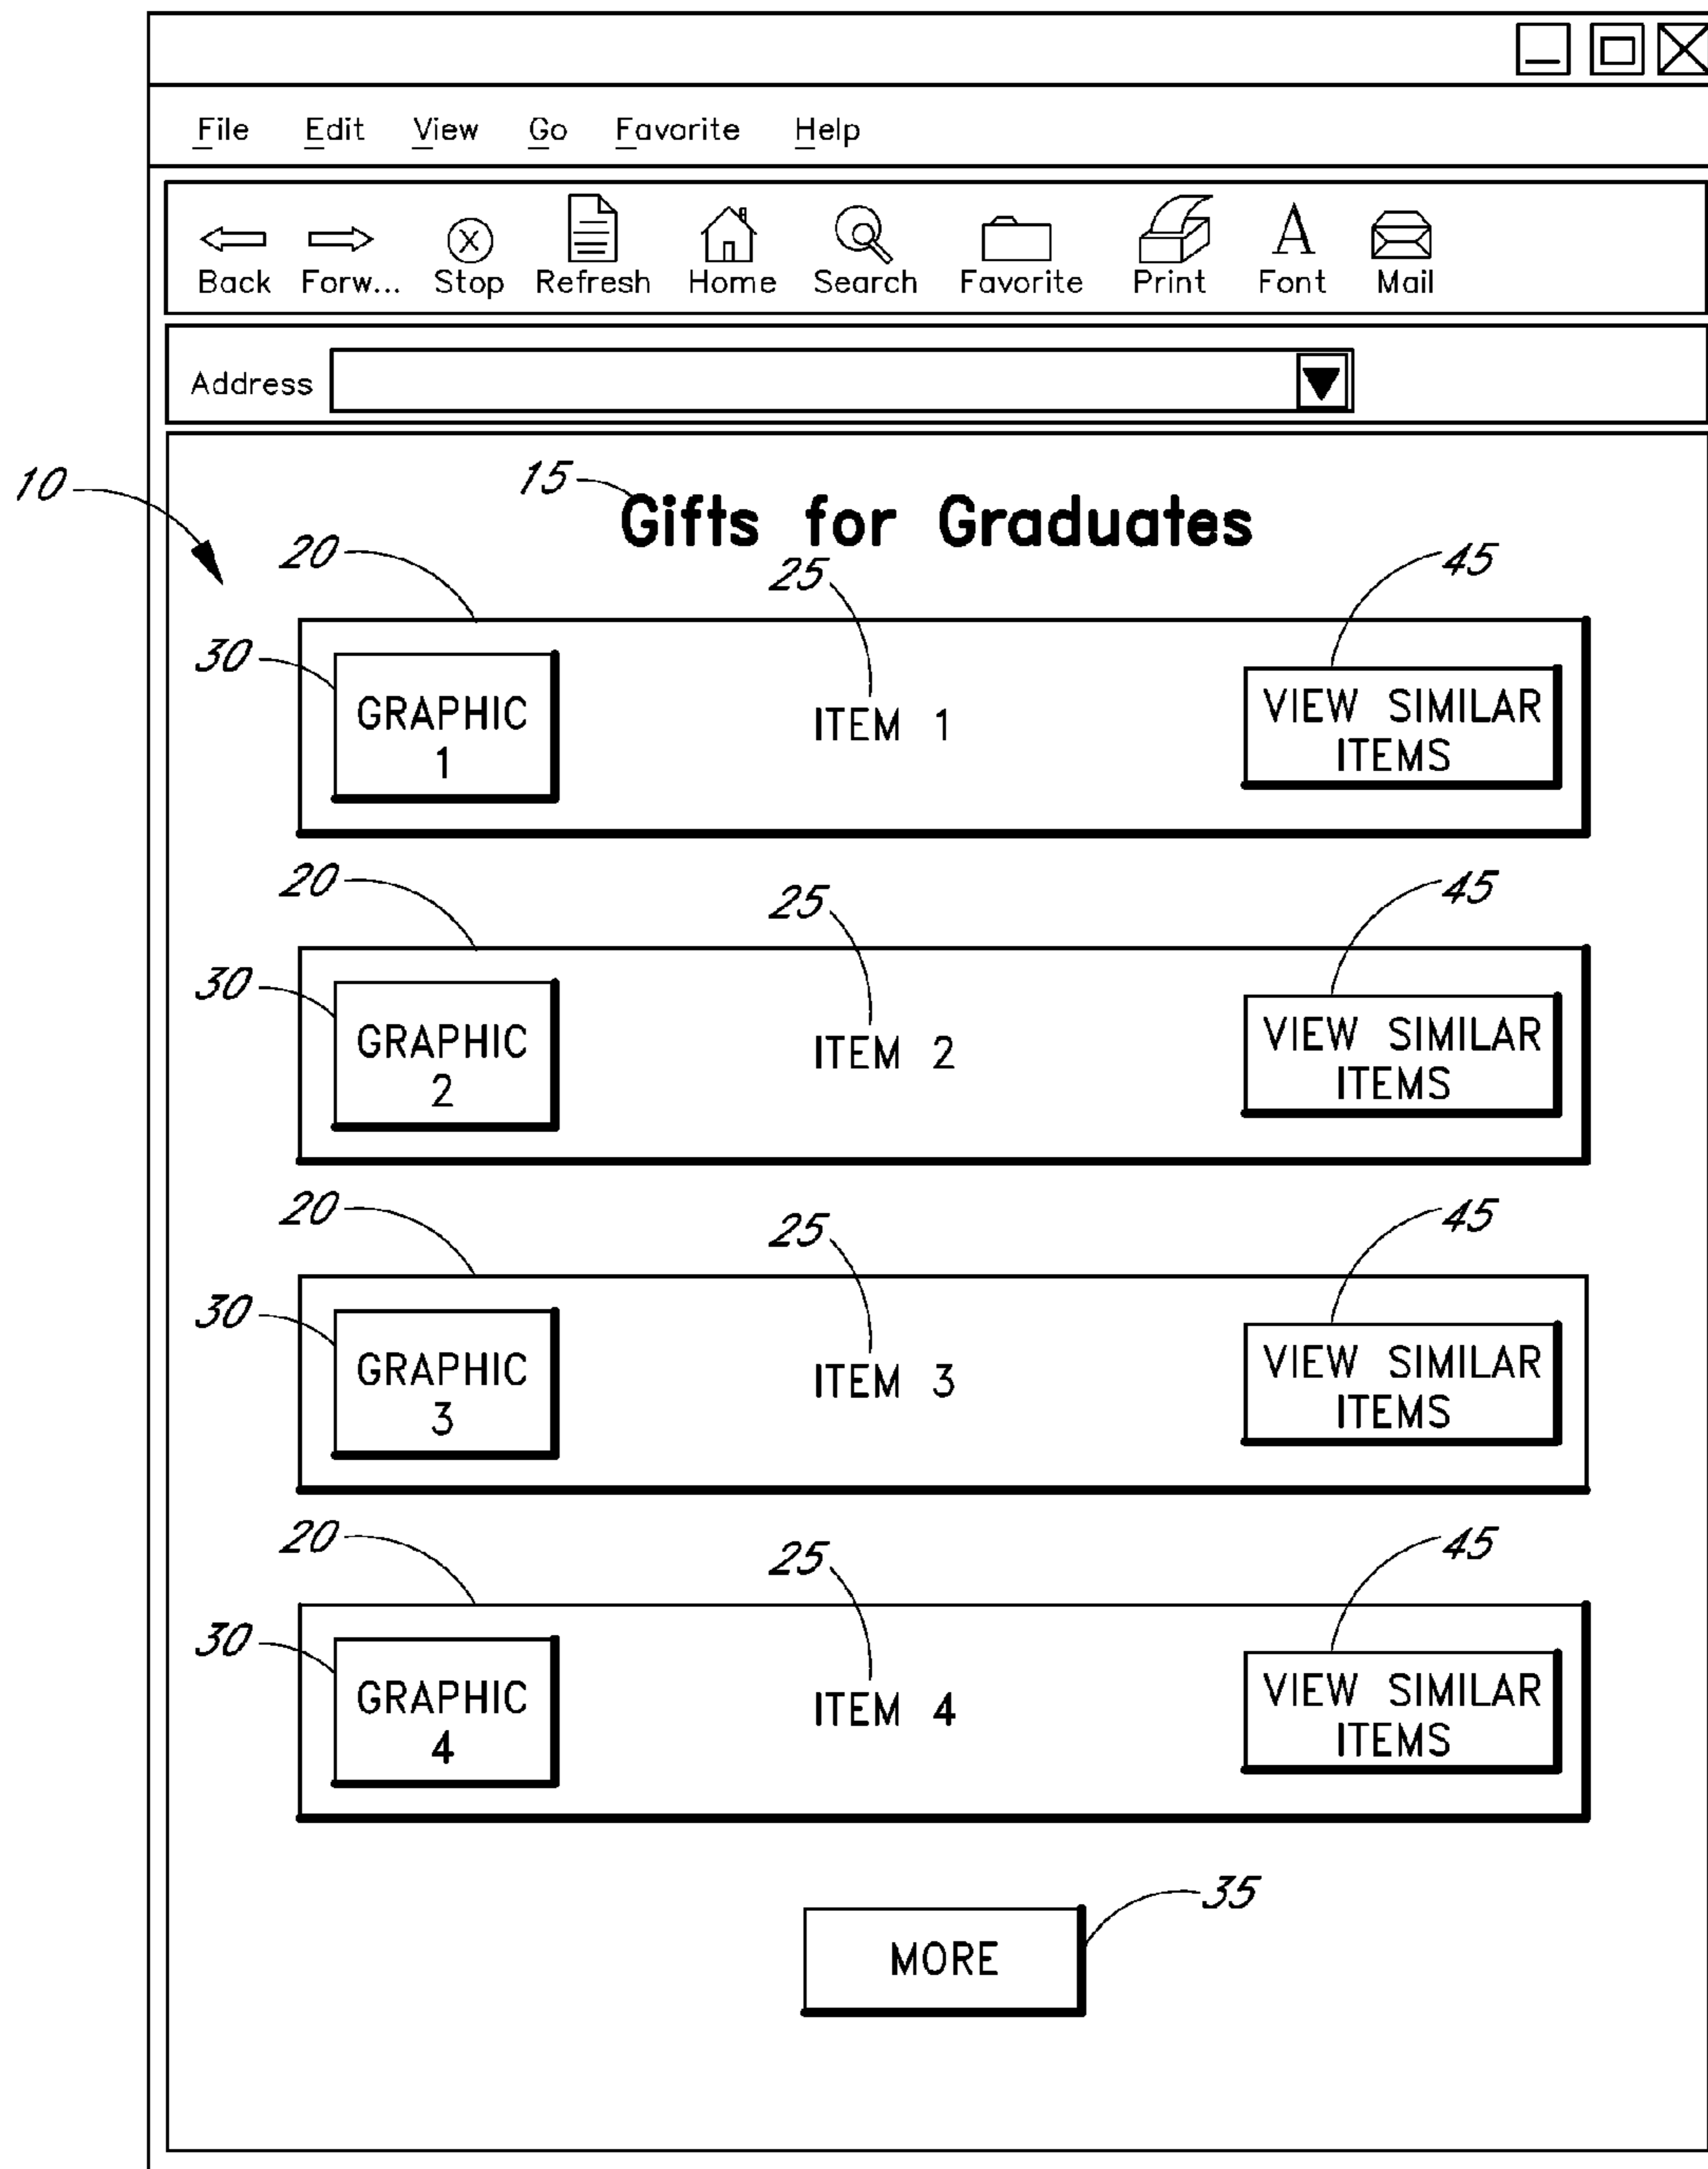 File Edit View Go Favorite Help
X A
Back Forw... Stop Refresh Home Search Favorite Print Font Mail
Address
10
15
Gifts for Graduates
20
25
45
30
GRAPHIC
1
ITEM 1
VIEW SIMILAR
ITEMS
20
25
45
30
GRAPHIC
2
ITEM 2
VIEW SIMILAR
ITEMS
20
25
45
30
GRAPHIC
3
ITEM 3
VIEW SIMILAR
ITEMS
20
25
45
30
GRAPHIC
4
ITEM 4
VIEW SIMILAR
ITEMS
35
MORE